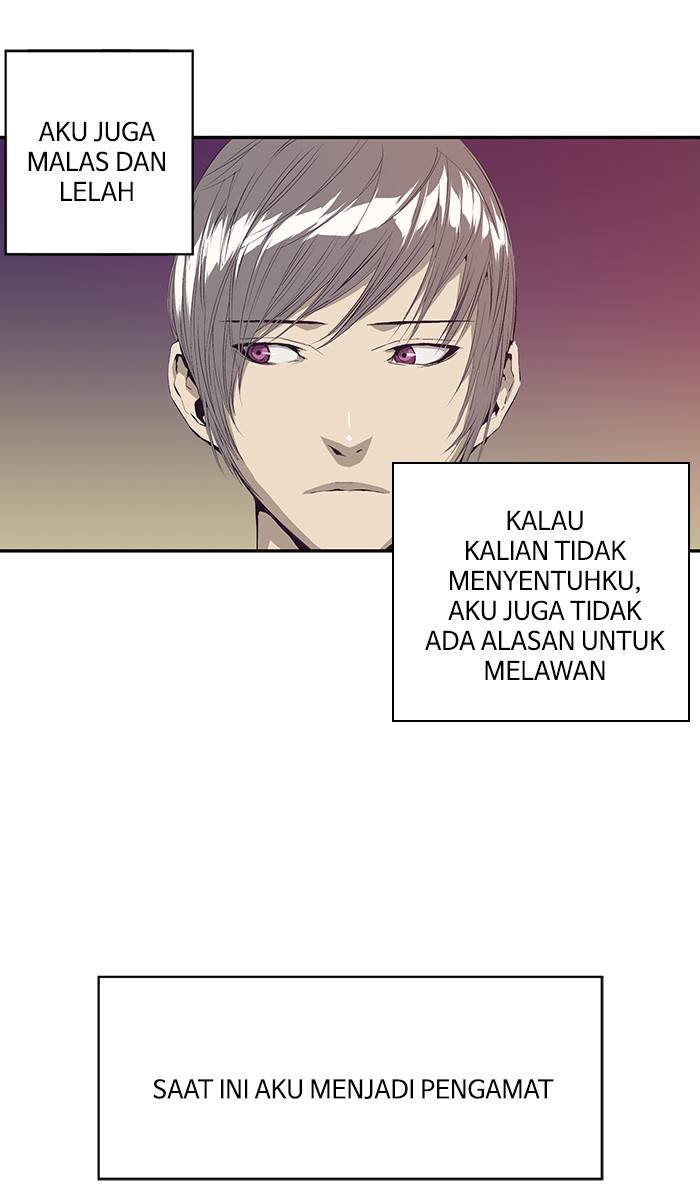 AKU JUGA
MALAS DAN
LELAH
KALAU
KALIAN TIDAK
MENYENTUHKU,
AKU JUGA TIDAK
ADA ALASAN UNTUK
MELAWAN
SAAT INI AKU MENJADI PENGAMAT